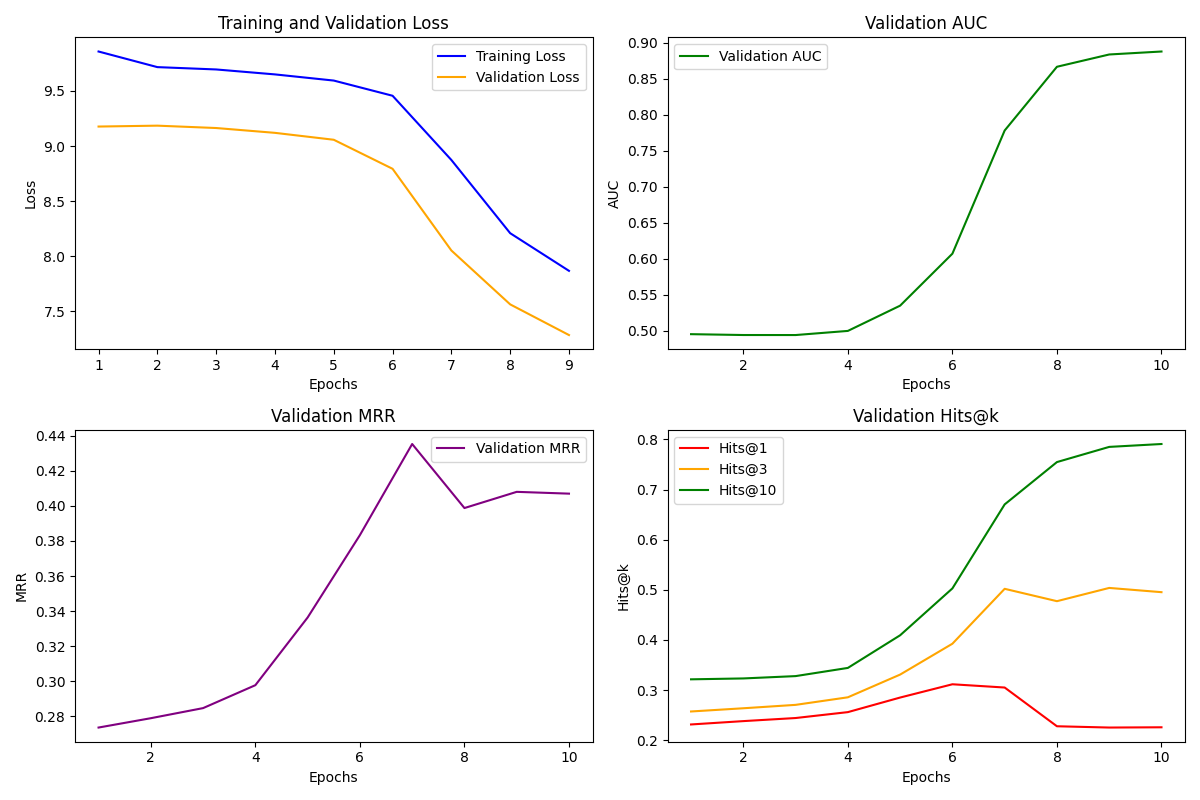 Training and Validation Loss
Training Loss
Validation Loss
9.5
9.0
8.5
8.0
7.5
Loss
1 2 3 4 5 6 7 8 9
Epochs
Validation AUC
Validation AUC
0.90
0.85
0.80
0.75
0.70
0.65
0.60
0.55
0.50
AUC
2 4 6 8 10
Epochs
Validation MRR
Validation MRR
0.44
0.42
0.40
0.38
0.36
0.34
0.32
0.30
0.28
MRR
2 4 6 8 10
Epochs
Validation Hits@k
Hits@1
Hits@3
Hits@10
0.8
0.7
0.6
0.5
0.4
0.3
0.2
Hits@k
2 4 6 8 10
Epochs